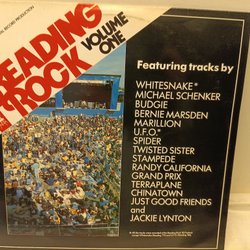 READING
ROCK
VOLUME
ONE
Featuring tracks by
WHITESNAKE*
MICHAEL SCHENKER
BUDGIE
BERNIE MARSDEN
MARILLION
U.F.O.*
SPIDER
TWISTED SISTER
STAMPEDE
RANDY CALIFORNIA
GRAND PRIX
TERRAPLANE
CHINATOWN
JUST GOOD FRIENDS
and
JACKIE LYNTON